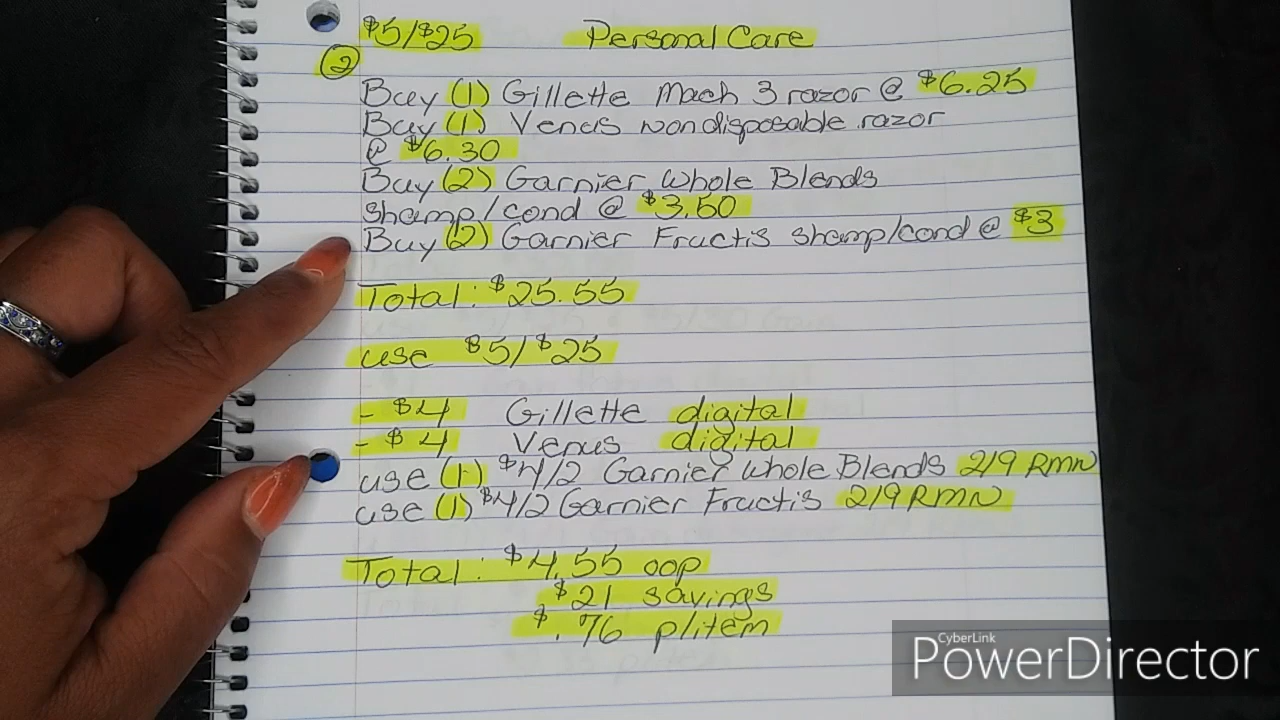 $5/$25 Personal Care
2
Buy (1) Gillette Mach 3 razor @ $6.25
Buy (1) Venus nondisposable razor
@ $6.30
Buy (2) Garnier Whole Blends
shamp/cond @ $3.50
Buy (2) Garnier Fructis shamp/cond @ $3
Total: $25.55
use $5/$25
- $4 Gillette digital
- $4 Venus digital
use (1) $4/2 Garnier Whole Blends 2/9 RMN
use (1) $4/2 Garnier Fructis 2/9 RMN
Total: $4.55 oop
$21 savings
$.76 p/item
CyberLink
PowerDirector